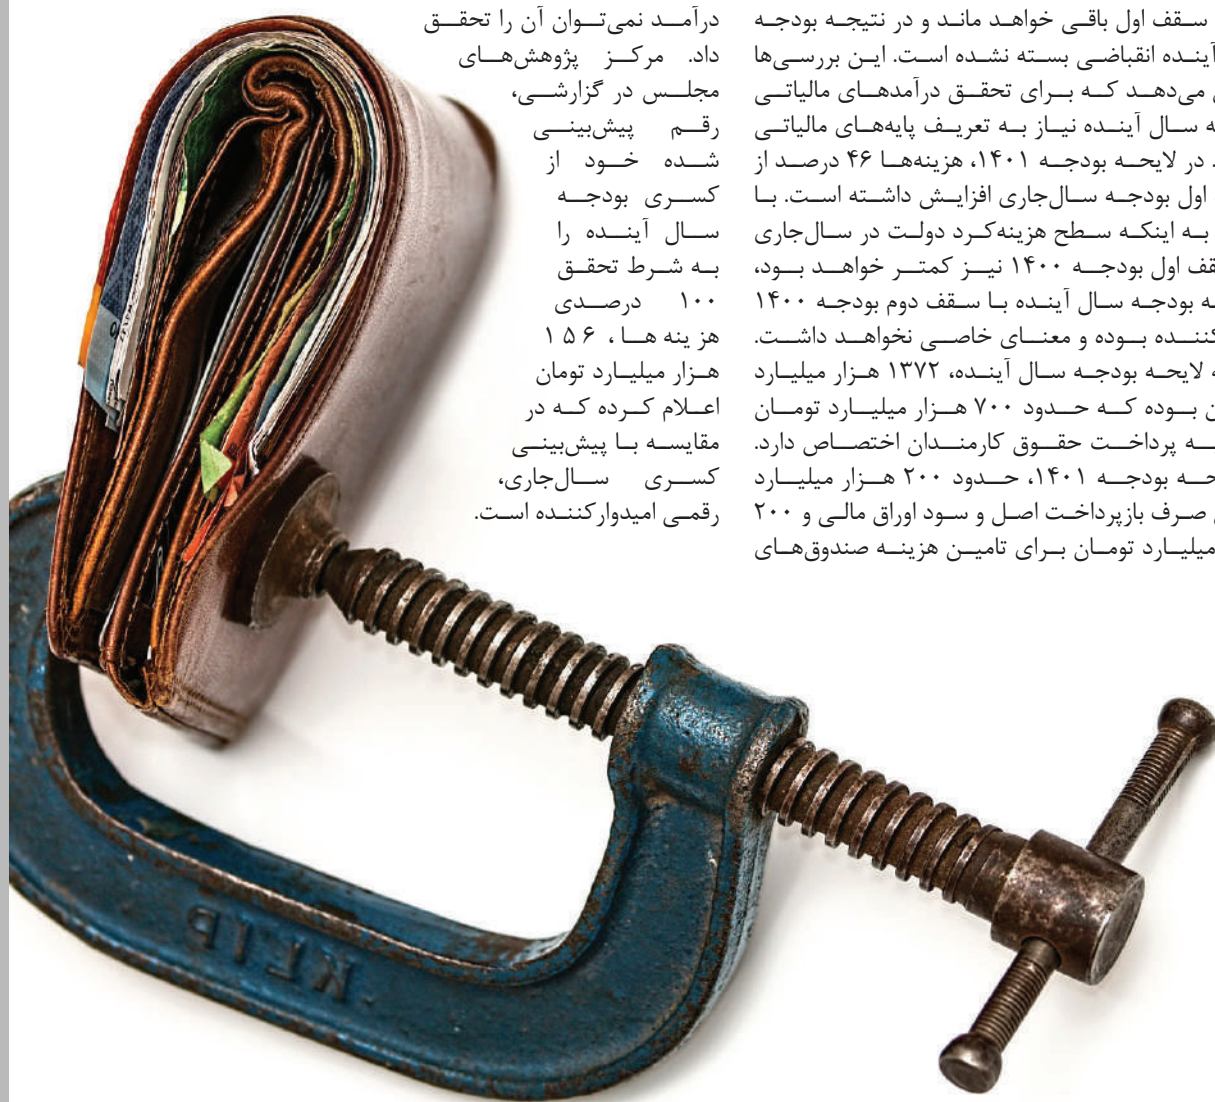 سقف اول باقی خواهد ماند و در نتیجه بودجه
آینده انقباضی بسته نشده است. این بررسی‌ها
می‌دهد که برای تحقق درآمدهای مالیاتی
سال آینده نیاز به تعریف پایه‌های مالیاتی
در لایحه بودجه ۱۴۰۱، هزینه‌ها ۴۶ درصد از
اول بودجه سال‌جاری افزایش داشته است. با
به اینکه سطح هزینه‌کرد دولت در سال‌جاری
اول بودجه ۱۴۰۰ نیز کمتر خواهد بود،
بودجه سال آینده با سقف دوم بودجه ۱۴۰۰
بوده و معنای خاصی نخواهد داشت.
لایحه بودجه سال آینده، ۱۳۷۲ هزار میلیارد
بوده که حدود ۷۰۰ هزار میلیارد تومان
پرداخت حقوق کارمندان اختصاص دارد.
بودجه ۱۴۰۱، حدود ۲۰۰ هزار میلیارد
صرف بازپرداخت اصل و سود اوراق مالی و ۲۰۰
میلیارد تومان برای تامین هزینه صندوق‌های
درآمد نمی‌توان آن را تحقق
داد. مرکز پژوهش‌های
مجلس در گزارشی،
رقم پیش‌بینی
شده خود از
کسری بودجه
سال آینده را
به شرط تحقق
۱۰۰ درصدی
هزینه‌ها، ۱۵۶
هزار میلیارد تومان
اعلام کرده که در
مقایسه با پیش‌بینی
کسری سال‌جاری،
رقمی امیدوارکننده است.